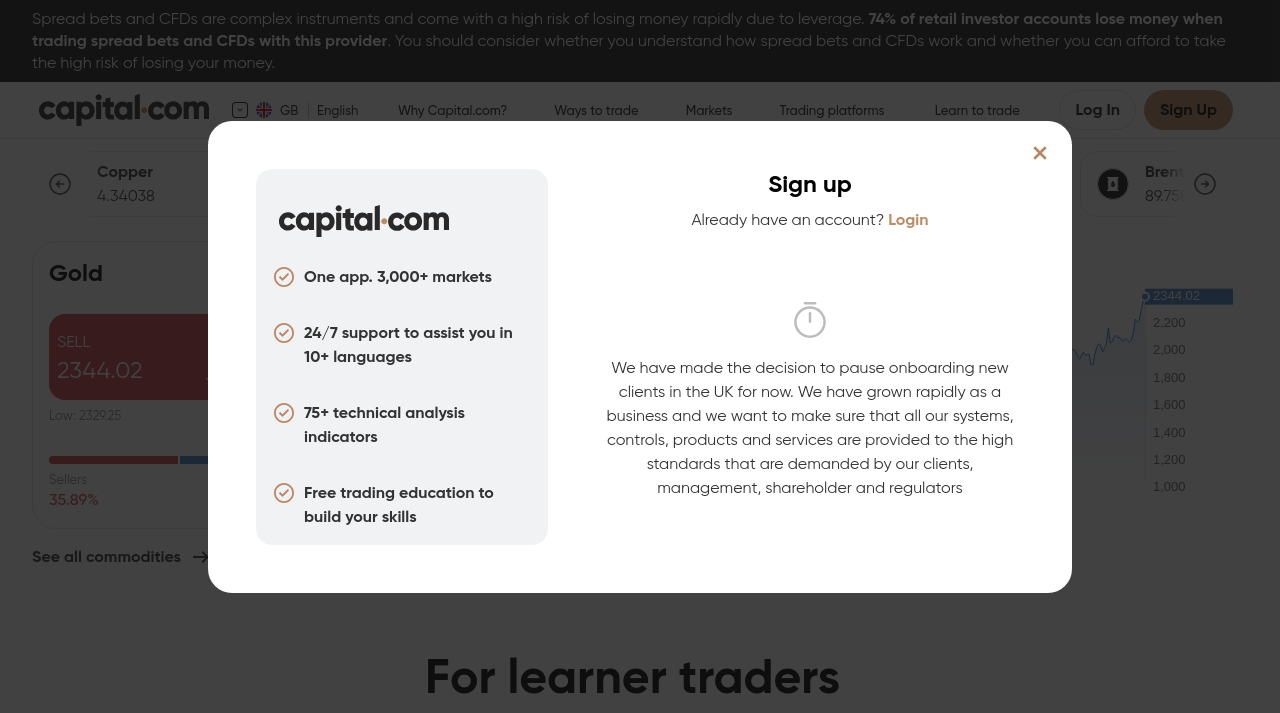 Spread bets and CFDs are complex instruments and come with a high risk of losing money rapidly due to leverage. 74% of retail investor accounts lose money when
trading spread bets and CFDs with this provider. You should consider whether you understand how spread bets and CFDs work and whether you can afford to take
the high risk of losing your money.
capital.com GB English Why Capital.com? Ways to trade Markets Trading platforms Learn to trade Log In Sign Up
Copper
4.34038
Brent
89.75
Gold
SELL
2344.02
Low: 2329.25
Sellers
35.89%
See all commodities
capital.com
One app. 3,000+ markets
24/7 support to assist you in
10+ languages
75+ technical analysis
indicators
Free trading education to
build your skills
Sign up
Already have an account? Login
We have made the decision to pause onboarding new
clients in the UK for now. We have grown rapidly as a
business and we want to make sure that all our systems,
controls, products and services are provided to the high
standards that are demanded by our clients,
management, shareholder and regulators
2344.02
2,200
2,000
1,800
1,600
1,400
1,200
1,000
For learner traders